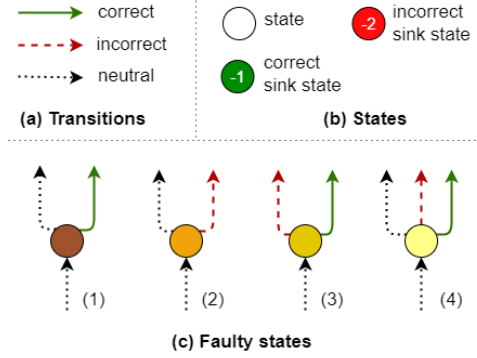 correct
incorrect
neutral
(a) Transitions
state
-2
incorrect
sink state
-1
correct
sink state
(b) States
(1)
(2)
(3)
(4)
(c) Faulty states